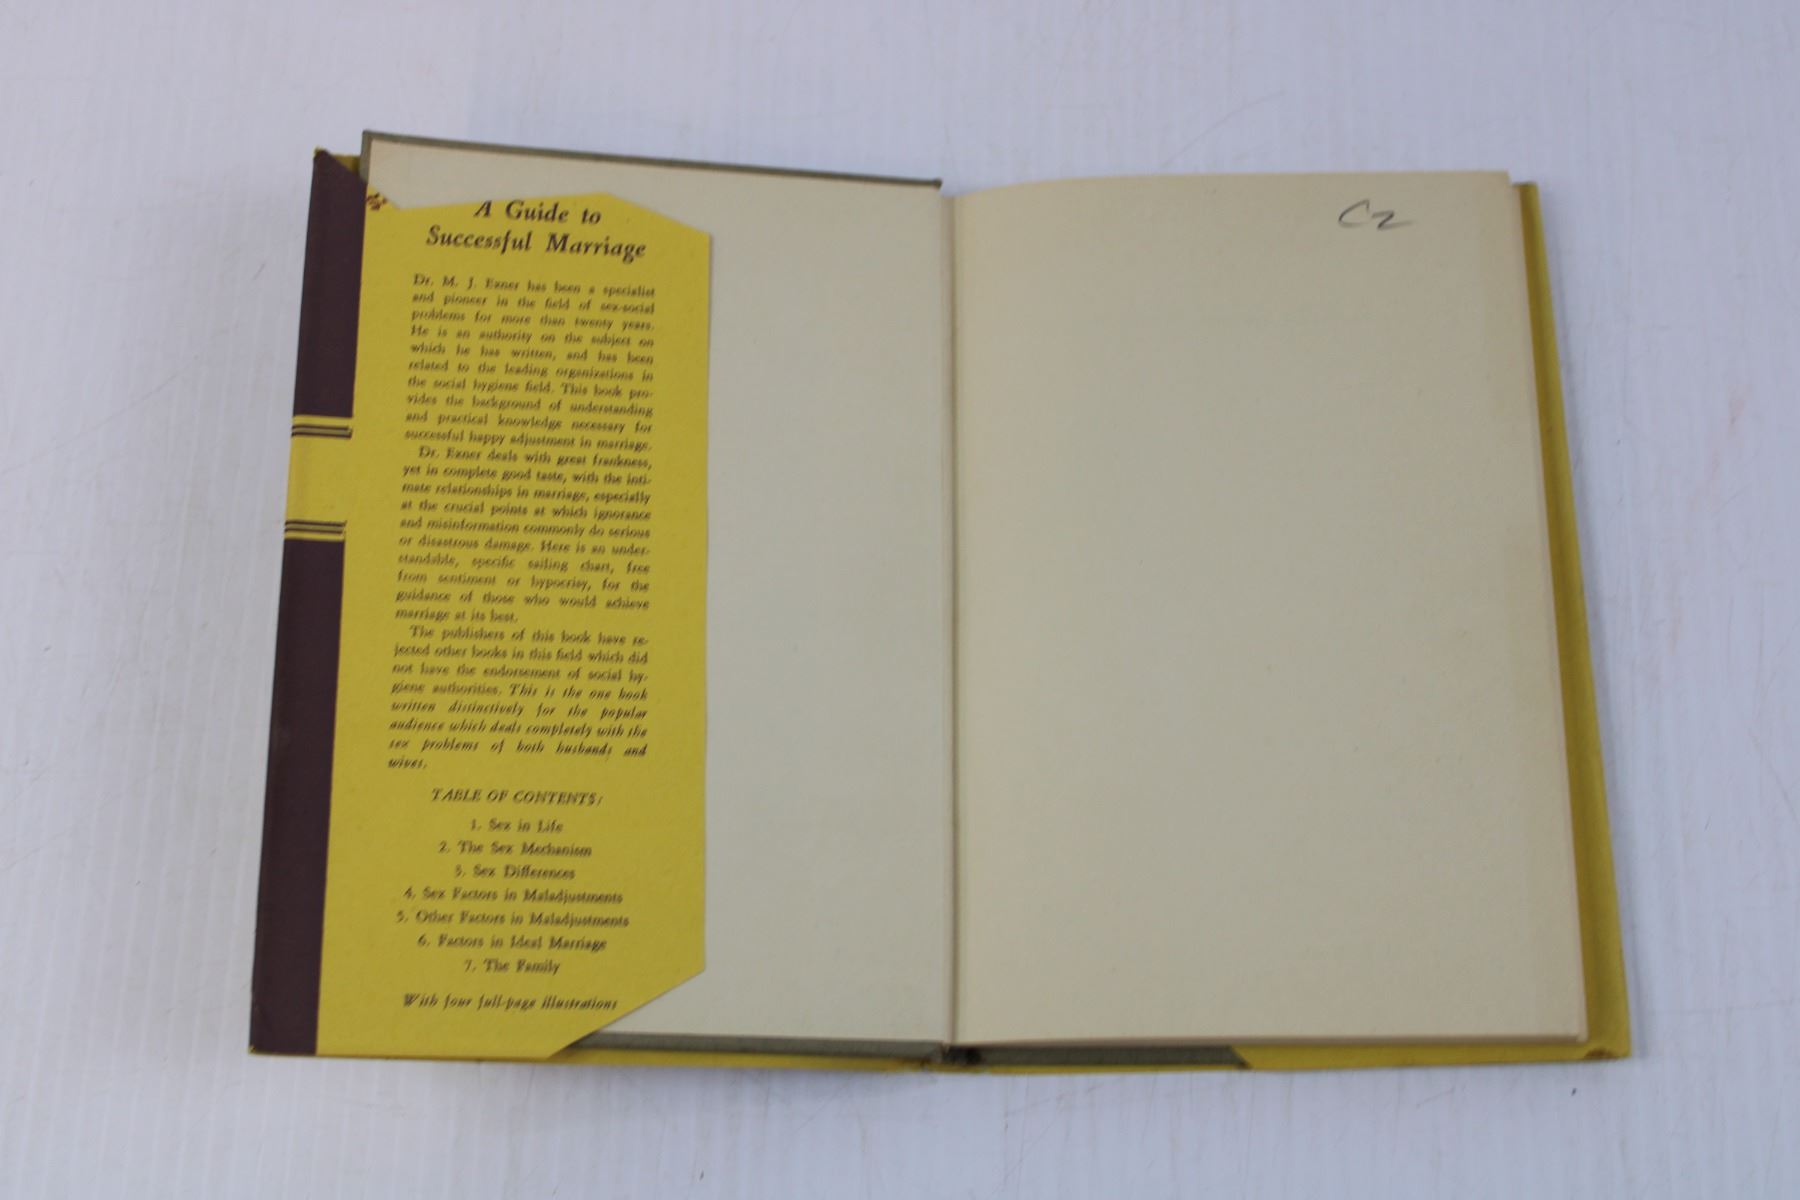 A Guide to
Successful Marriage
Dr. M. J. Exner has been a specialist
and pioneer in the field of sex-social
problems for more than twenty years.
He is an authority on the subject on
which he has written, and has been
related to the leading organizations in
the social hygiene field. This book pro-
vides the background of understanding
and practical knowledge necessary for
successful happy adjustment in marriage.
Dr. Exner deals with great frankness,
yet in complete good taste, with the inti-
mate relationships in marriage, especially
at the crucial points at which ignorance
and misinformation commonly do serious
or disastrous damage. Here is an under-
standable, specific sailing chart, free
from sentiment or hypocrisy, for the
guidance of those who would achieve
marriage at its best.
The publishers of this book have re-
jected other books in this field which did
not have the endorsement of social hy-
giene authorities. This is the one book
written distinctively for the popular
audience which deals completely with the
sex problems of both husbands and
wives.
TABLE OF CONTENTS:
1. Sex in Life
2. The Sex Mechanism
3. Sex Differences
4. Sex Factors in Maladjustments
5. Other Factors in Maladjustments
6. Factors in Ideal Marriage
7. The Family
With four full-page illustrations
C2